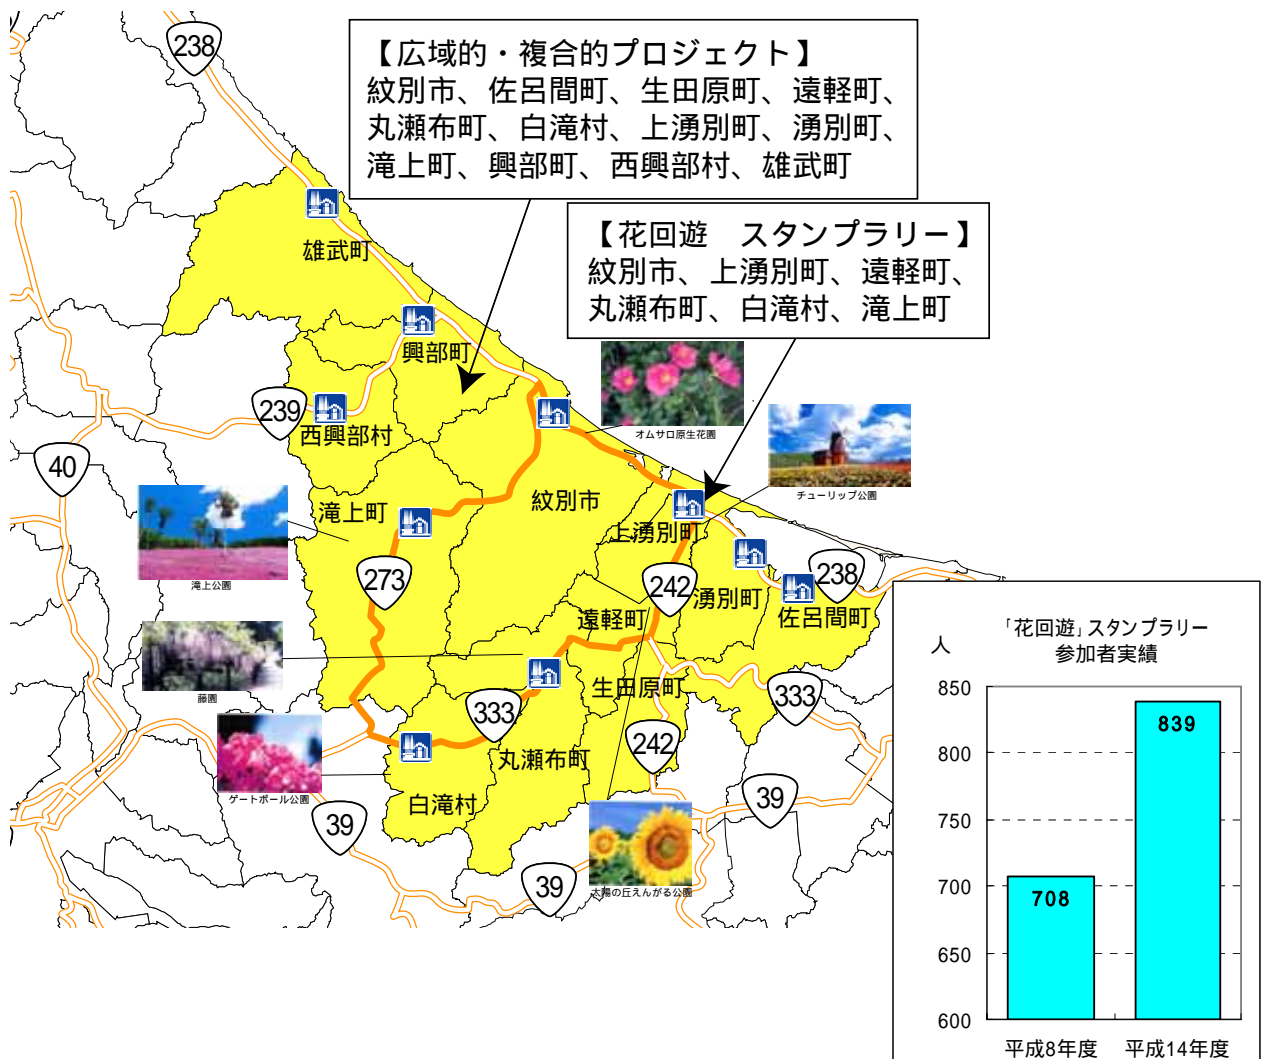 238
【広域的・複合的プロジェクト】
紋別市、佐呂間町、生田原町、遠軽町、
丸瀬布町、白滝村、上湧別町、湧別町、
滝上町、興部町、西興部村、雄武町
【花回遊　スタンプラリー】
紋別市、上湧別町、遠軽町、
丸瀬布町、白滝村、滝上町
雄武町
興部町
239
西興部村
オムサロ原生花園
チューリップ公園
40
滝上町
紋別市
上湧別町
滝上公園
273
242
湧別町
238
佐呂間町
遠軽町
藤園
生田原町
333
333
242
丸瀬布町
ゲートボール公園
白滝村
39
39
39
太陽の丘えんがる公園
「花回遊」スタンプラリー
参加者実績
人
850
800
750
700
650
600
708
839
平成8年度
平成14年度